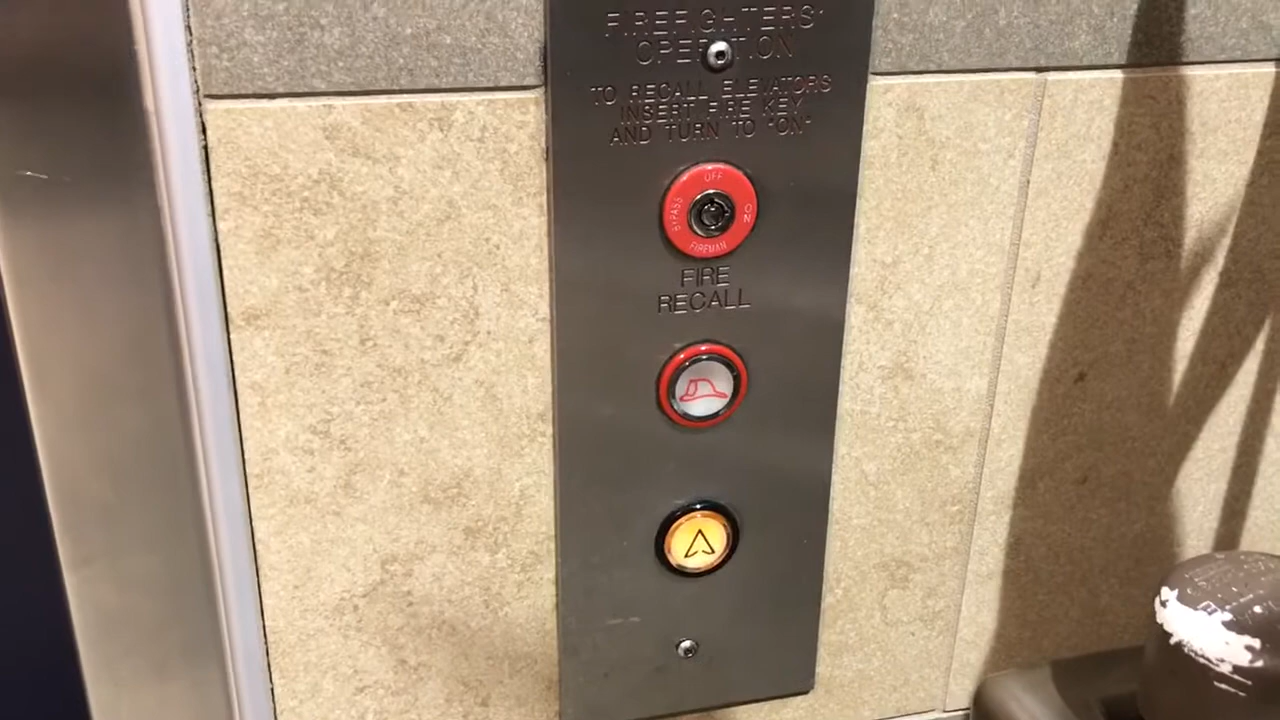 FIREFIGHTERS'
OPERATION
TO RECALL ELEVATORS
INSERT FIRE KEY
AND TURN TO "ON"
OFF
BYPASS
ON
FIREMAN
FIRE
RECALL